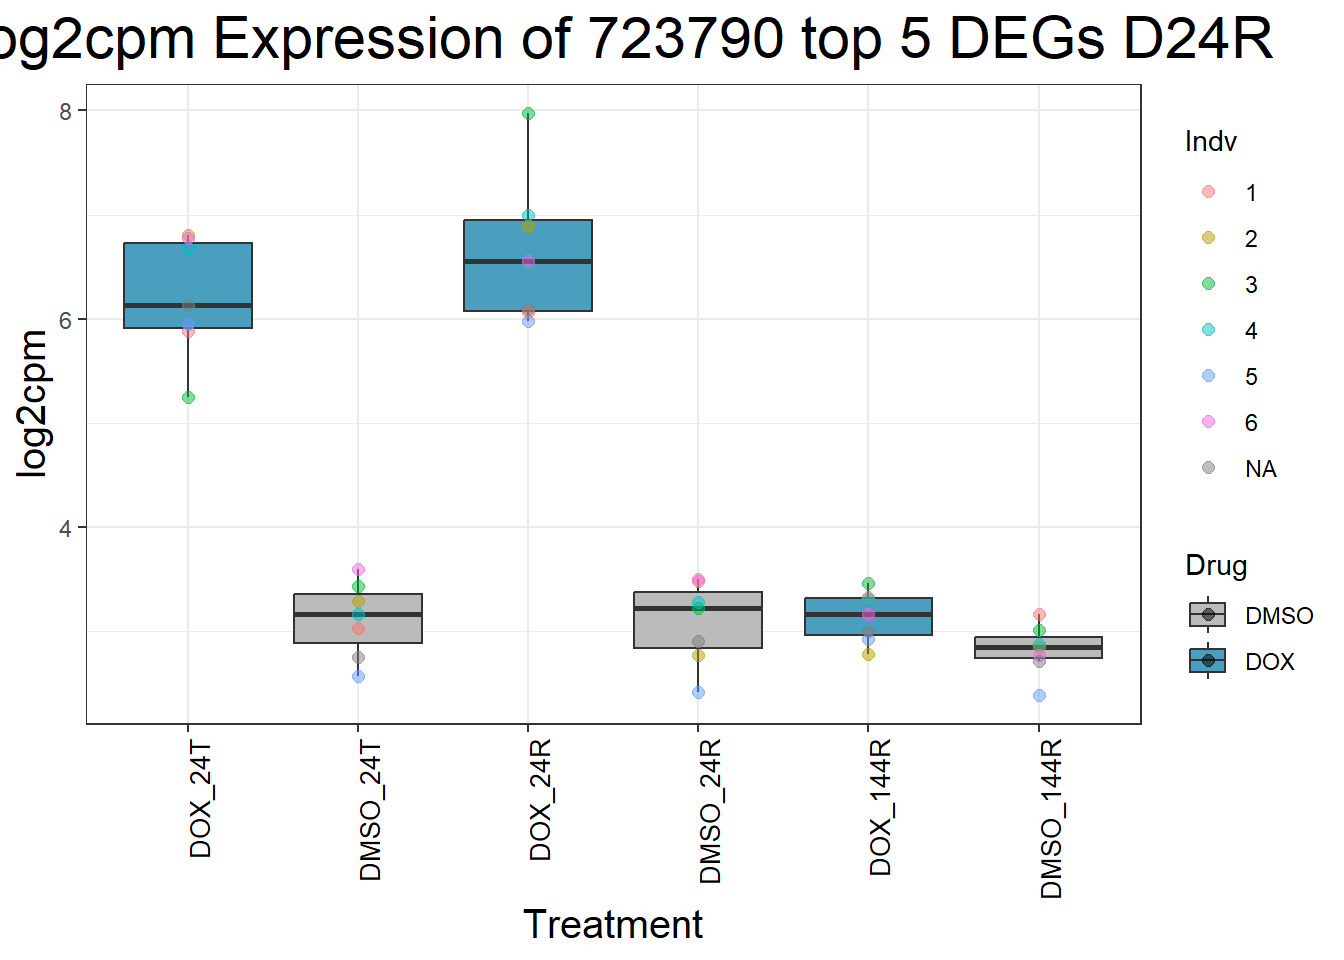 og2cpm Expression of 723790 top 5 DEGs D24R
log2cpm
8
6
4
DOX_24T
DMSO_24T
DOX_24R
DMSO_24R
DOX_144R
DMSO_144R
Treatment
Indv
1
2
3
4
5
6
NA
Drug
DMSO
DOX